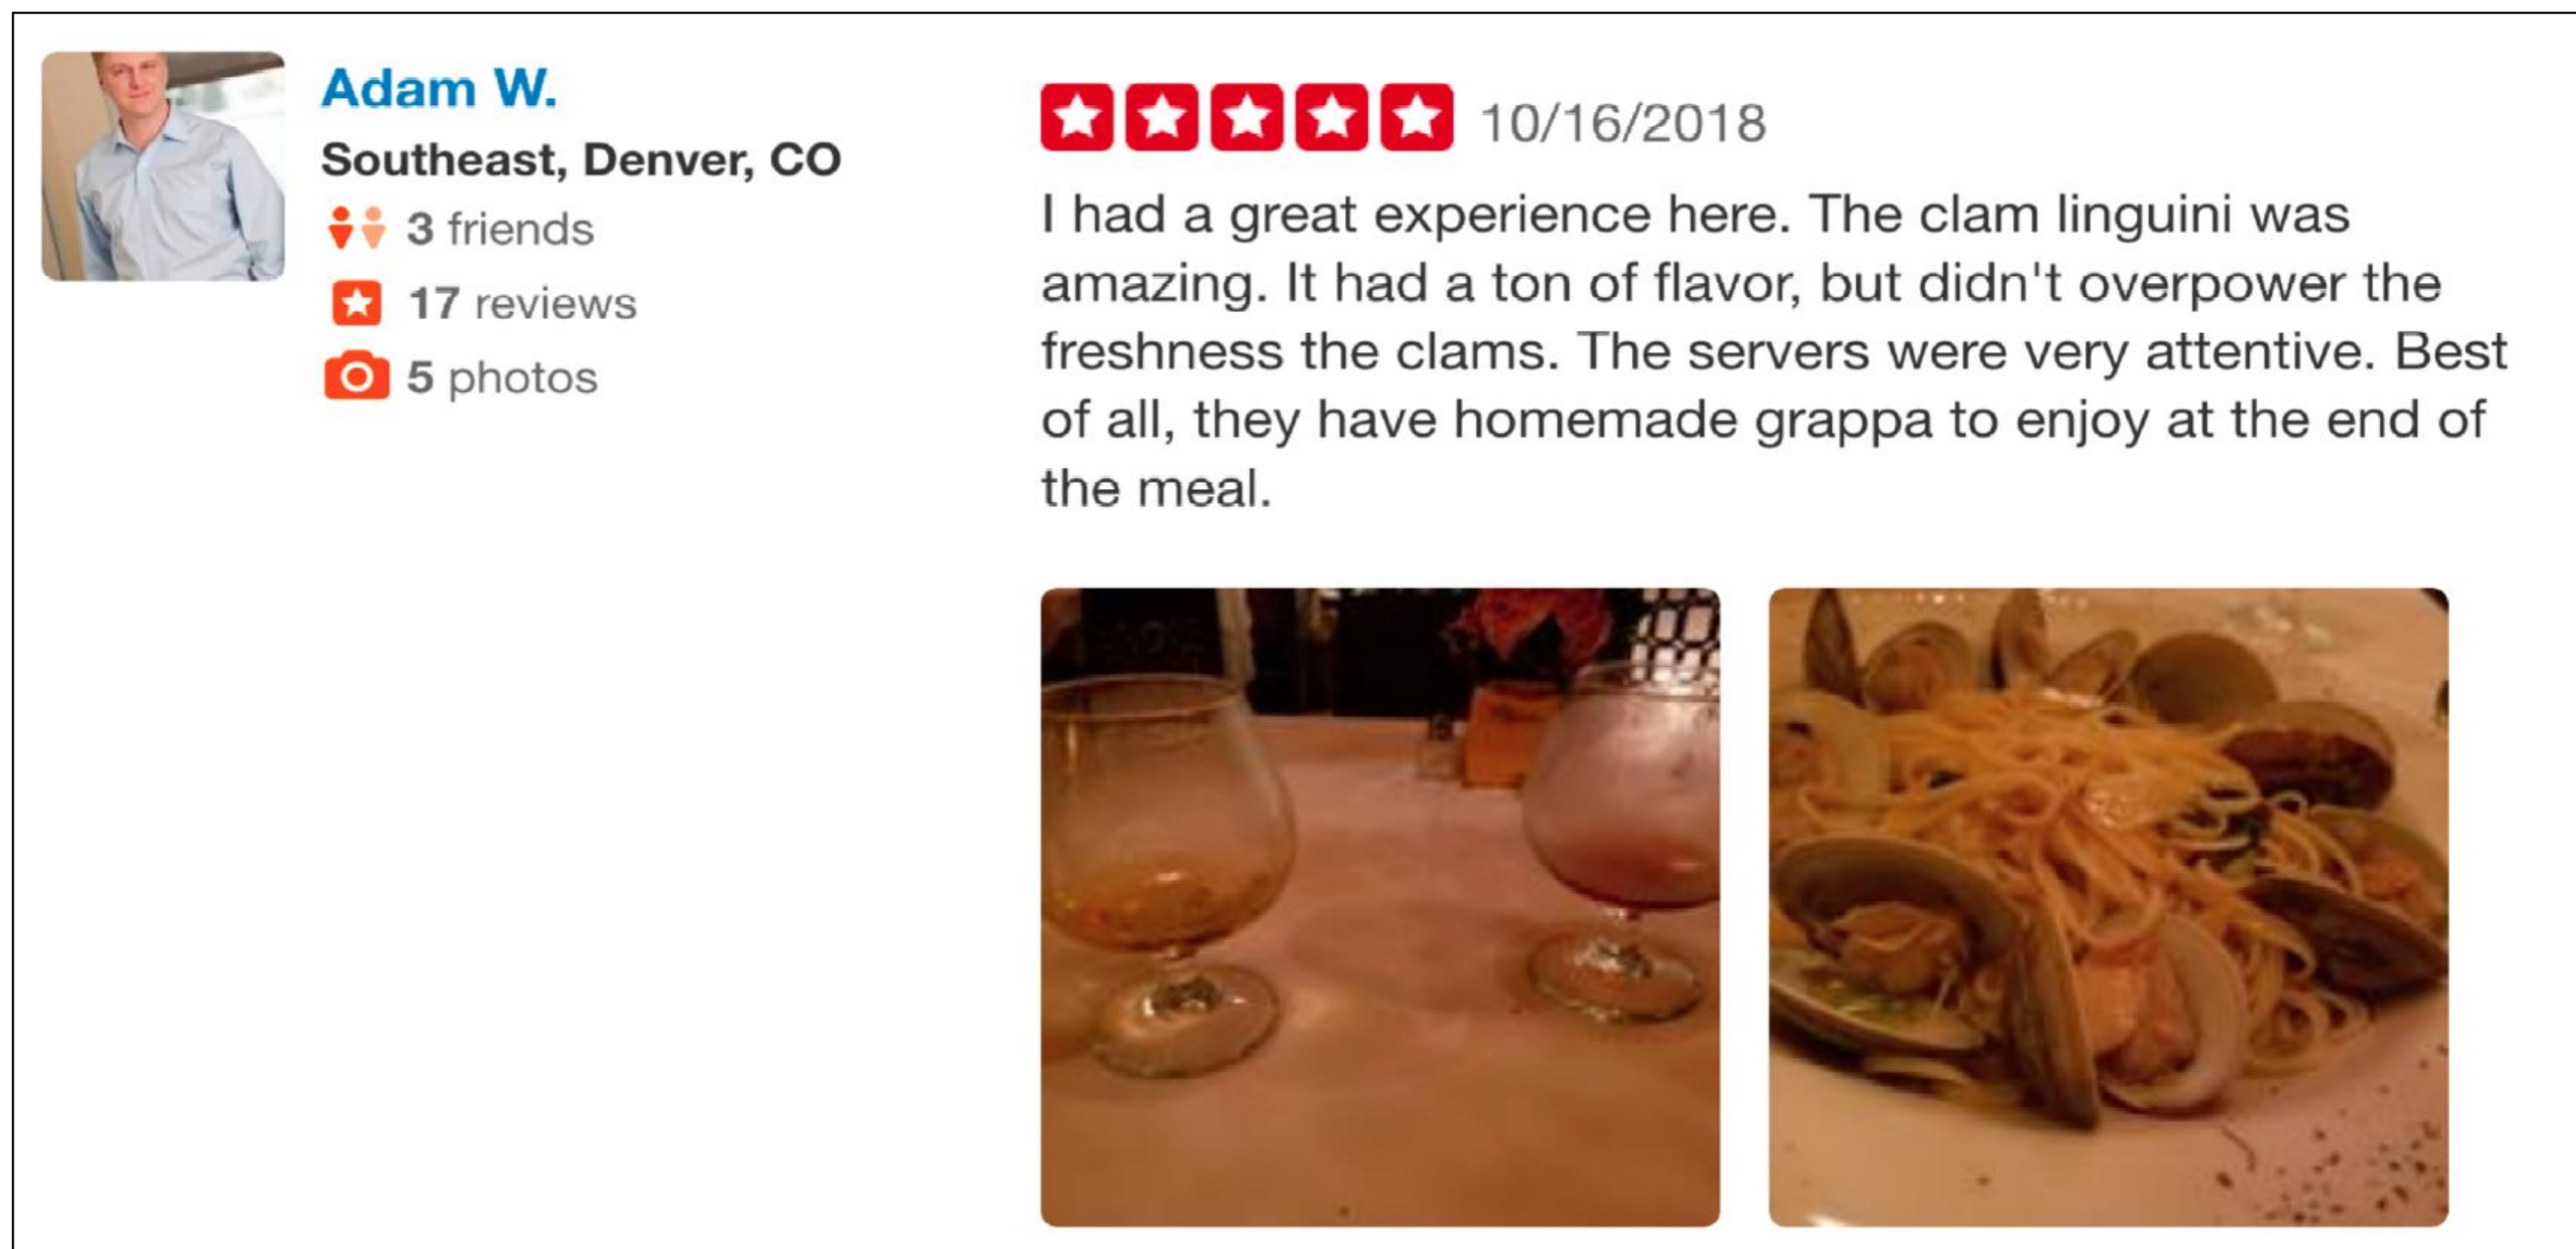 Adam W.
Southeast, Denver, CO
3 friends
17 reviews
5 photos
10/16/2018
I had a great experience here. The clam linguini was
amazing. It had a ton of flavor, but didn't overpower the
freshness the clams. The servers were very attentive. Best
of all, they have homemade grappa to enjoy at the end of
the meal.